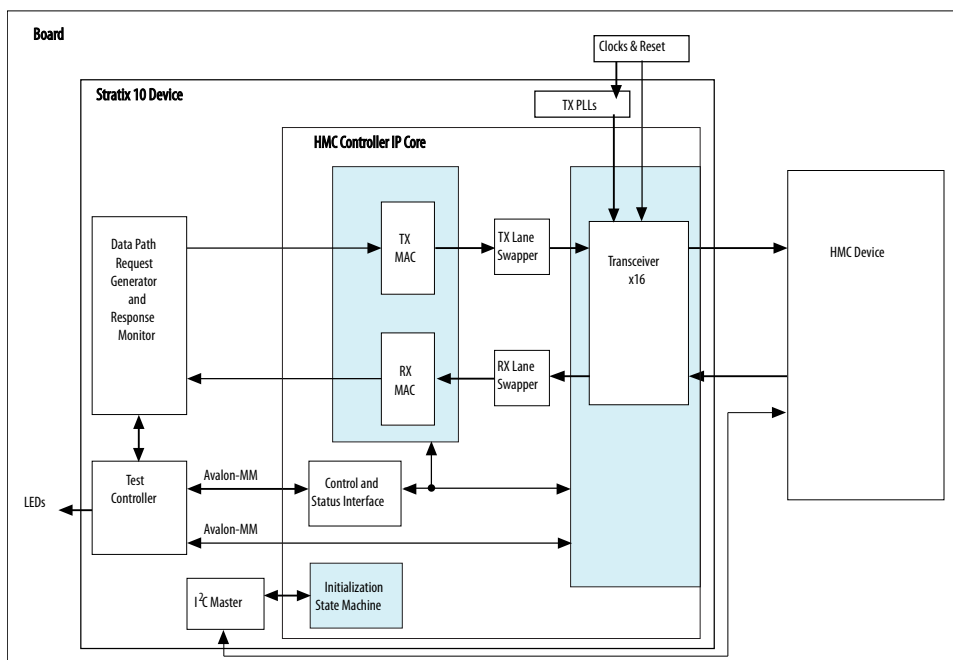 Board
Clocks & Reset
Stratix 10 Device
TX PLLs
HMC Controller IP Core
Data Path
Request
Generator
and
Response
Monitor
TX
MAC
TX Lane
Swapper
Transceiver
x16
HMC Device
RX
MAC
RX Lane
Swapper
Test
Controller
Avalon-MM
Control and
Status Interface
LEDs
Avalon-MM
I²C Master
Initialization
State Machine